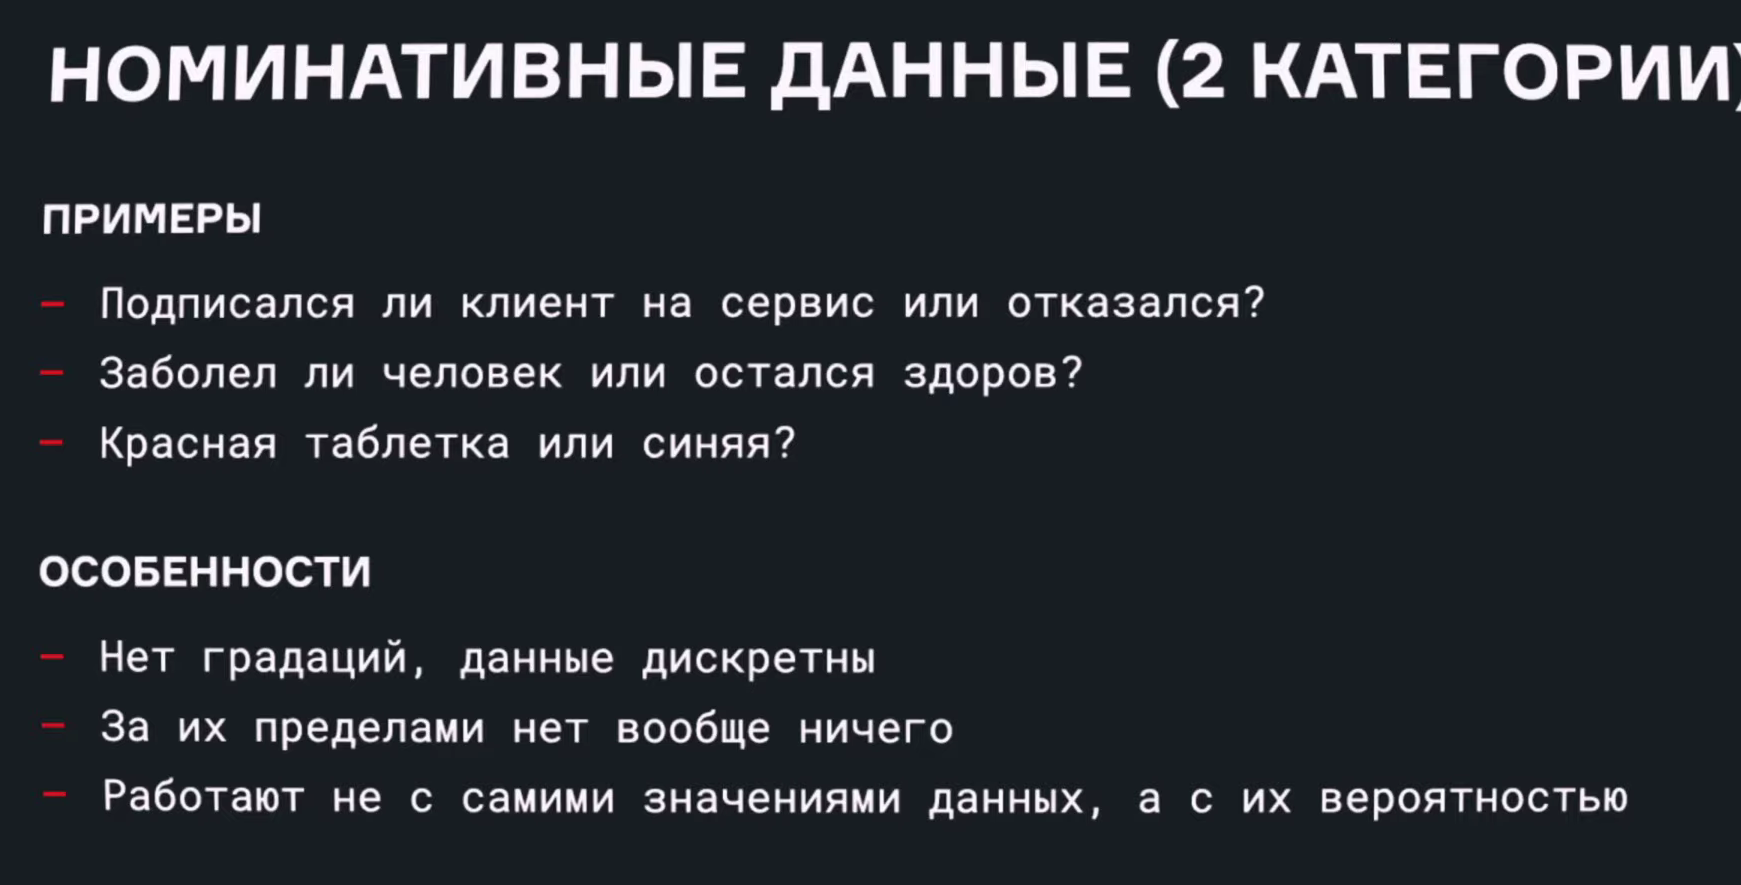 НОМИНАТИВНЫЕ ДАННЫЕ (2 КАТЕГОРИИ)
ПРИМЕРЫ
— Подписался ли клиент на сервис или отказался?
— Заболел ли человек или остался здоров?
— Красная таблетка или синяя?
ОСОБЕННОСТИ
— Нет градаций, данные дискретны
— За их пределами нет вообще ничего
— Работают не с самими значениями данных, а с их вероятностью